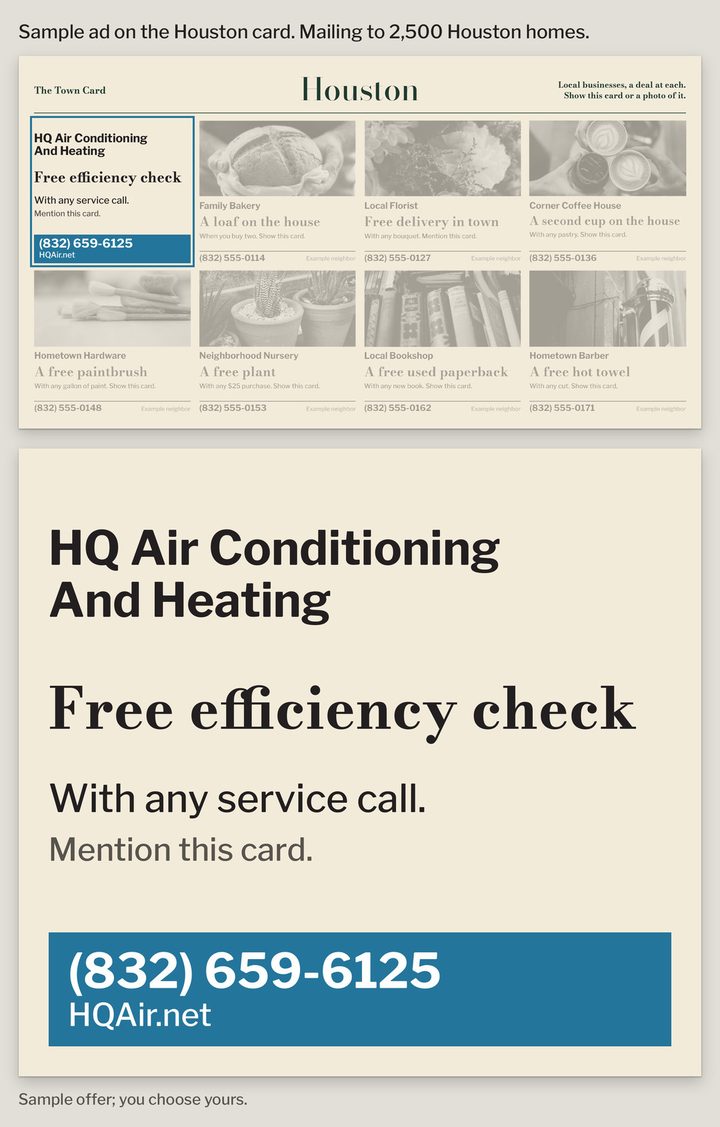 Sample ad on the Houston card. Mailing to 2,500 Houston homes.
The Town Card
Houston
Local businesses, a deal at each.
Show this card or a photo of it.
HQ Air Conditioning
And Heating
Free efficiency check
With any service call.
Mention this card.
(832) 659-6125
HQAir.net
Family Bakery
A loaf on the house
When you buy two. Show this card.
(832) 555-0114
Example neighbor
Local Florist
Free delivery in town
With any bouquet. Mention this card.
(832) 555-0127
Example neighbor
Corner Coffee House
A second cup on the house
With any pastry. Show this card.
(832) 555-0136
Example neighbor
Hometown Hardware
A free paintbrush
With any gallon of paint. Show this card.
(832) 555-0148
Example neighbor
Neighborhood Nursery
A free plant
With any $25 purchase. Show this card.
(832) 555-0153
Example neighbor
Local Bookshop
A free used paperback
With any new book. Show this card.
(832) 555-0162
Example neighbor
Hometown Barber
A free hot towel
With any cut. Show this card.
(832) 555-0171
Example neighbor
HQ Air Conditioning
And Heating
Free efficiency check
With any service call.
Mention this card.
(832) 659-6125
HQAir.net
Sample offer; you choose yours.